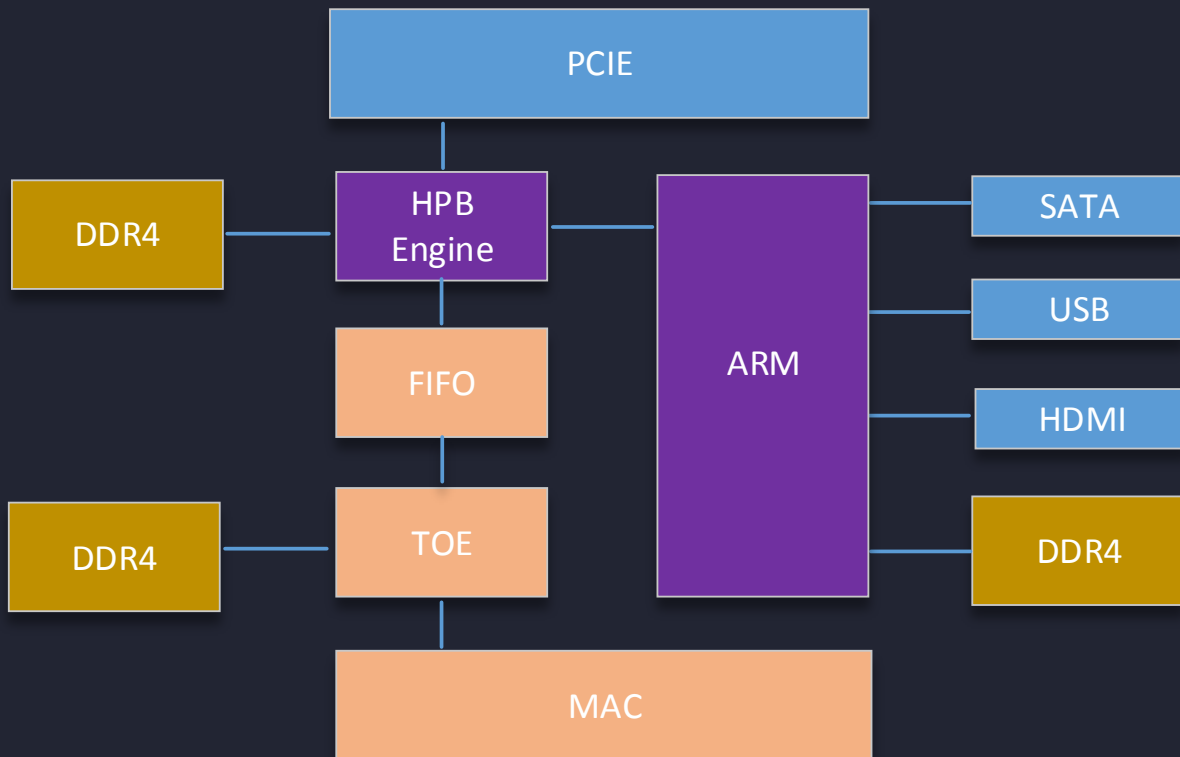 PCIE
DDR4
HPB
Engine
SATA
USB
ARM
FIFO
HDMI
DDR4
TOE
DDR4
MAC